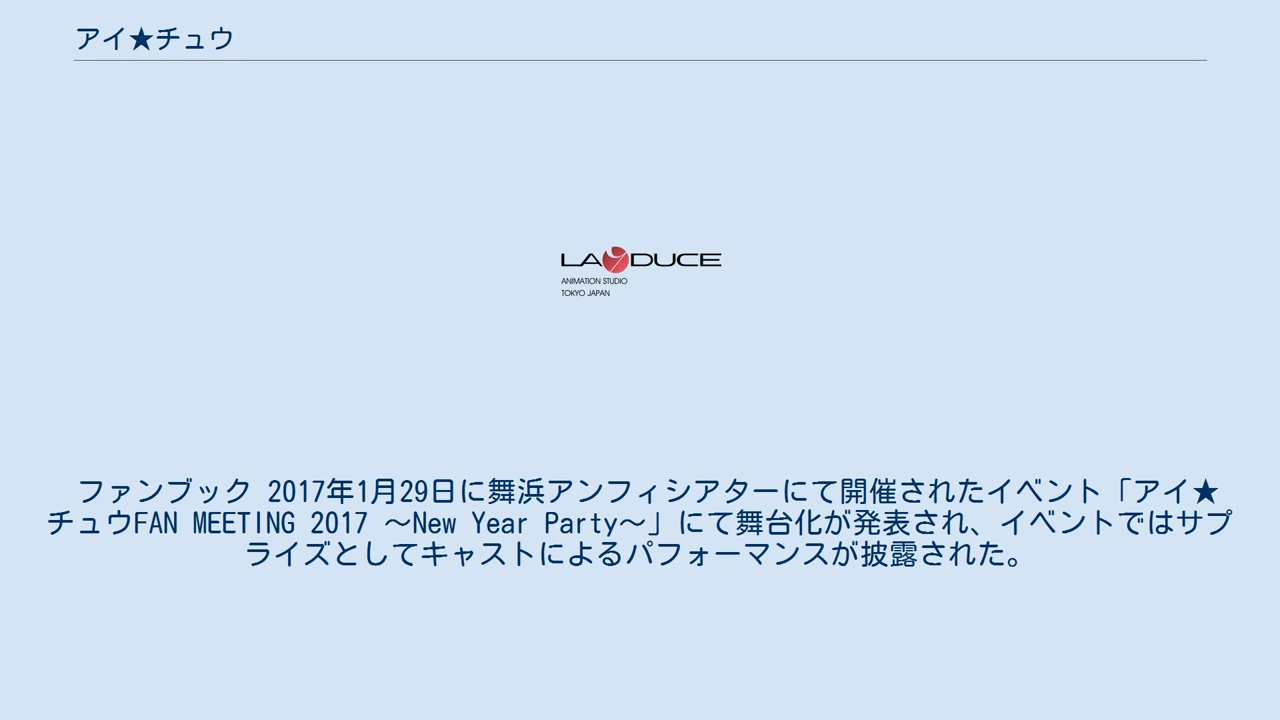 アイ★チュウ
LA DUCE
ANIMATION STUDIO
TOKYO JAPAN
ファンブック 2017年1月29日に舞浜アンフィシアターにて開催されたイベント「アイ★
チュウFAN MEETING 2017 〜New Year Party〜」にて舞台化が発表され、イベントではサプ
ライズとしてキャストによるパフォーマンスが披露された。